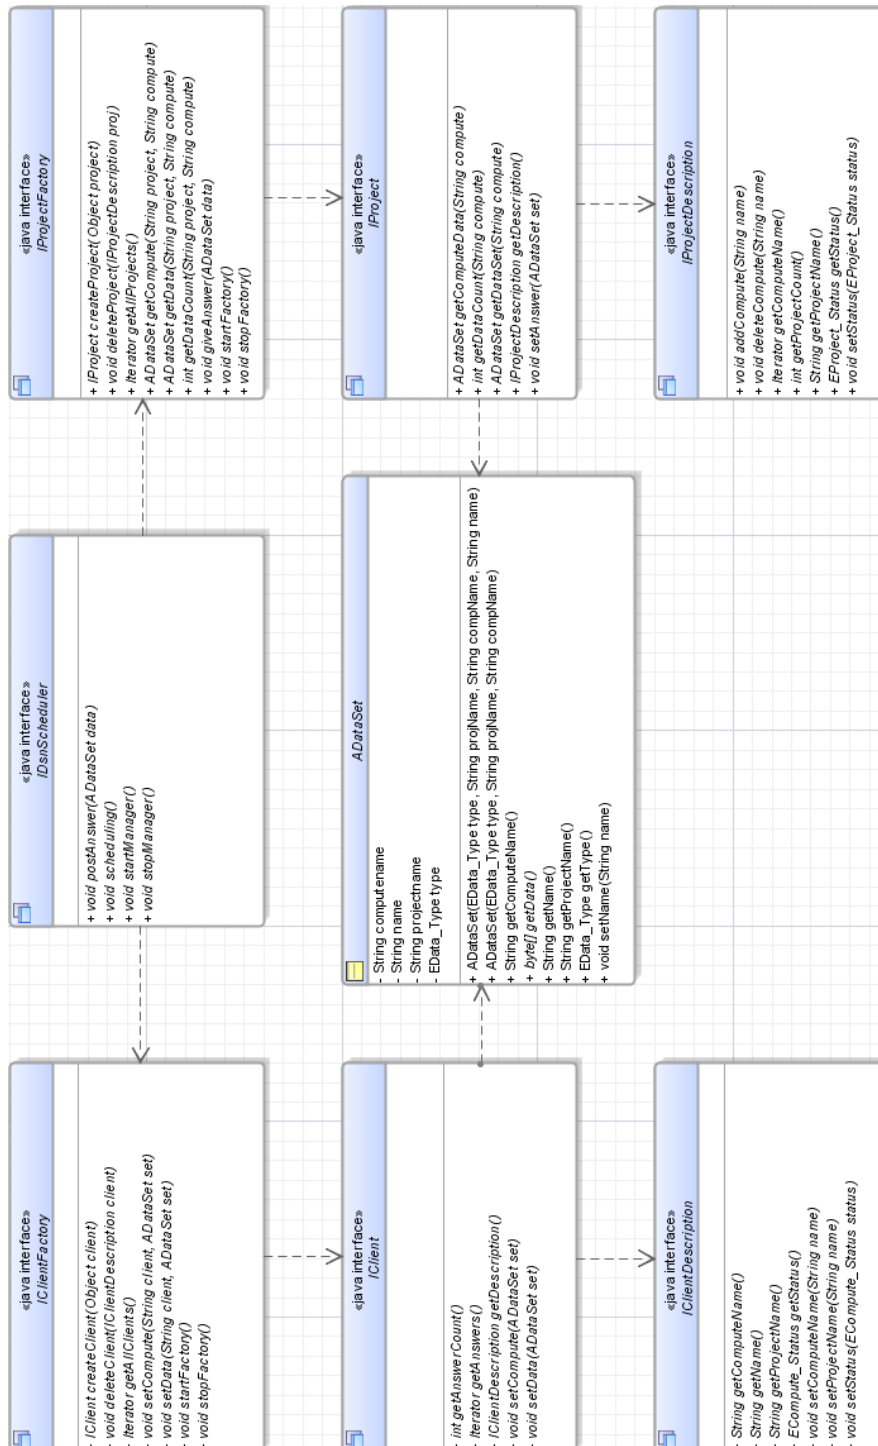 «java interface»
IClientFactory
- IClient createClient(Object client)
- void deleteClient(IClientDescription client)
- Iterator getAllClients()
- void setCompute(String client, ADataSet set)
- void setData(String client, ADataSet set)
- void startFactory()
- void stopFactory()
«java interface»
IDsnScheduler
+ void postAnswer(ADataSet data)
+ void scheduling()
+ void startManager()
+ void stopManager()
«java interface»
IProjectFactory
+ IProject createProject(Object project)
+ void deleteProject(IProjectDescription proj)
+ Iterator getAllProjects()
+ ADataSet getCompute(String project, String compute)
+ ADataSet getData(String project, String compute)
+ int getDataCount(String project, String compute)
+ void giveAnswer(ADataSet data)
+ void startFactory()
+ void stopFactory()
«java interface»
IClient
- int getAnswerCount()
- Iterator getAnswers()
- IClientDescription getDescription()
- void setCompute(ADataSet set)
- void setData(ADataSet set)
ADataSet
- String computename
- String name
- String projectname
- EData_Type type
+ ADataSet(EData_Type type, String projName, String compName, String name)
+ ADataSet(EData_Type type, String projName, String compName)
+ String getComputeName()
+ byte[] getData()
+ String getName()
+ String getProjectName()
+ EData_Type getType()
+ void setName(String name)
«java interface»
IProject
+ ADataSet getComputeData(String compute)
+ int getDataCount(String compute)
+ ADataSet getDataSet(String compute)
+ IProjectDescription getDescription()
+ void setAnswer(ADataSet set)
«java interface»
IClientDescription
- String getComputeName()
- String getName()
- String getProjectName()
- ECompute_Status getStatus()
- void setComputeName(String name)
- void setProjectName(String name)
- void setStatus(ECompute_Status status)
«java interface»
IProjectDescription
+ void addCompute(String name)
+ void deleteCompute(String name)
+ Iterator getComputeName()
+ int getProjectCount()
+ String getProjectName()
+ EProject_Status getStatus()
+ void setStatus(EProject_Status status)